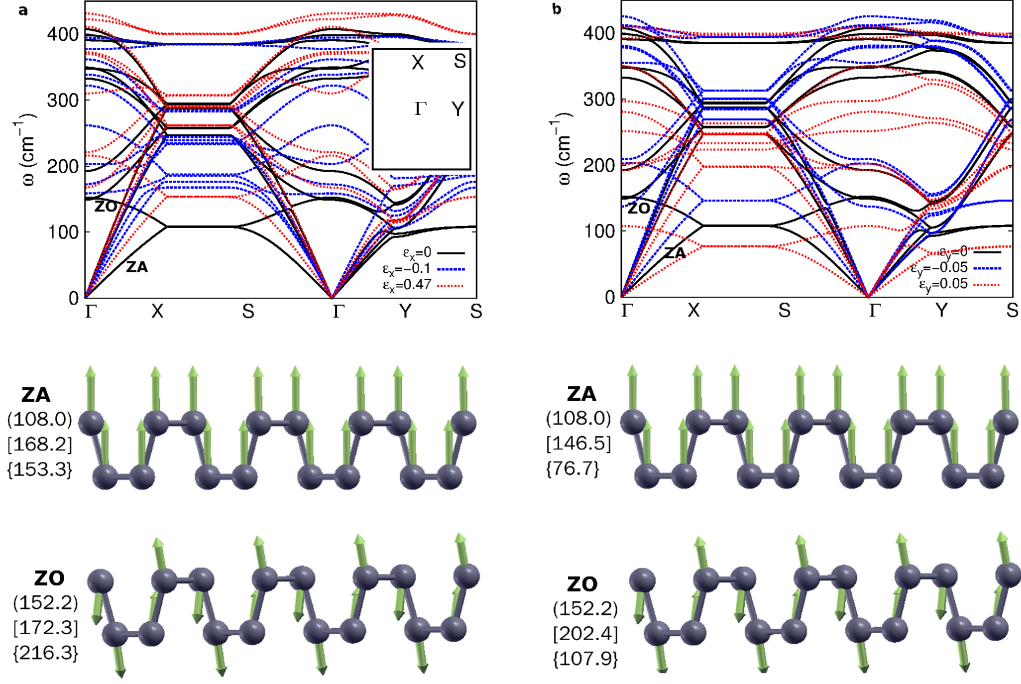 a
400
300
200
100
0
ω (cm⁻¹)
X S
Γ Y
ZO
ZA
εx=0
εx=−0.1
εx=0.47
Γ X S Γ Y S
b
400
300
200
100
0
ω (cm⁻¹)
ZO
ZA
εy=0
εy=−0.05
εy=0.05
Γ X S Γ Y S
ZA
(108.0)
[168.2]
{153.3}
ZA
(108.0)
[146.5]
{76.7}
ZO
(152.2)
[172.3]
{216.3}
ZO
(152.2)
[202.4]
{107.9}